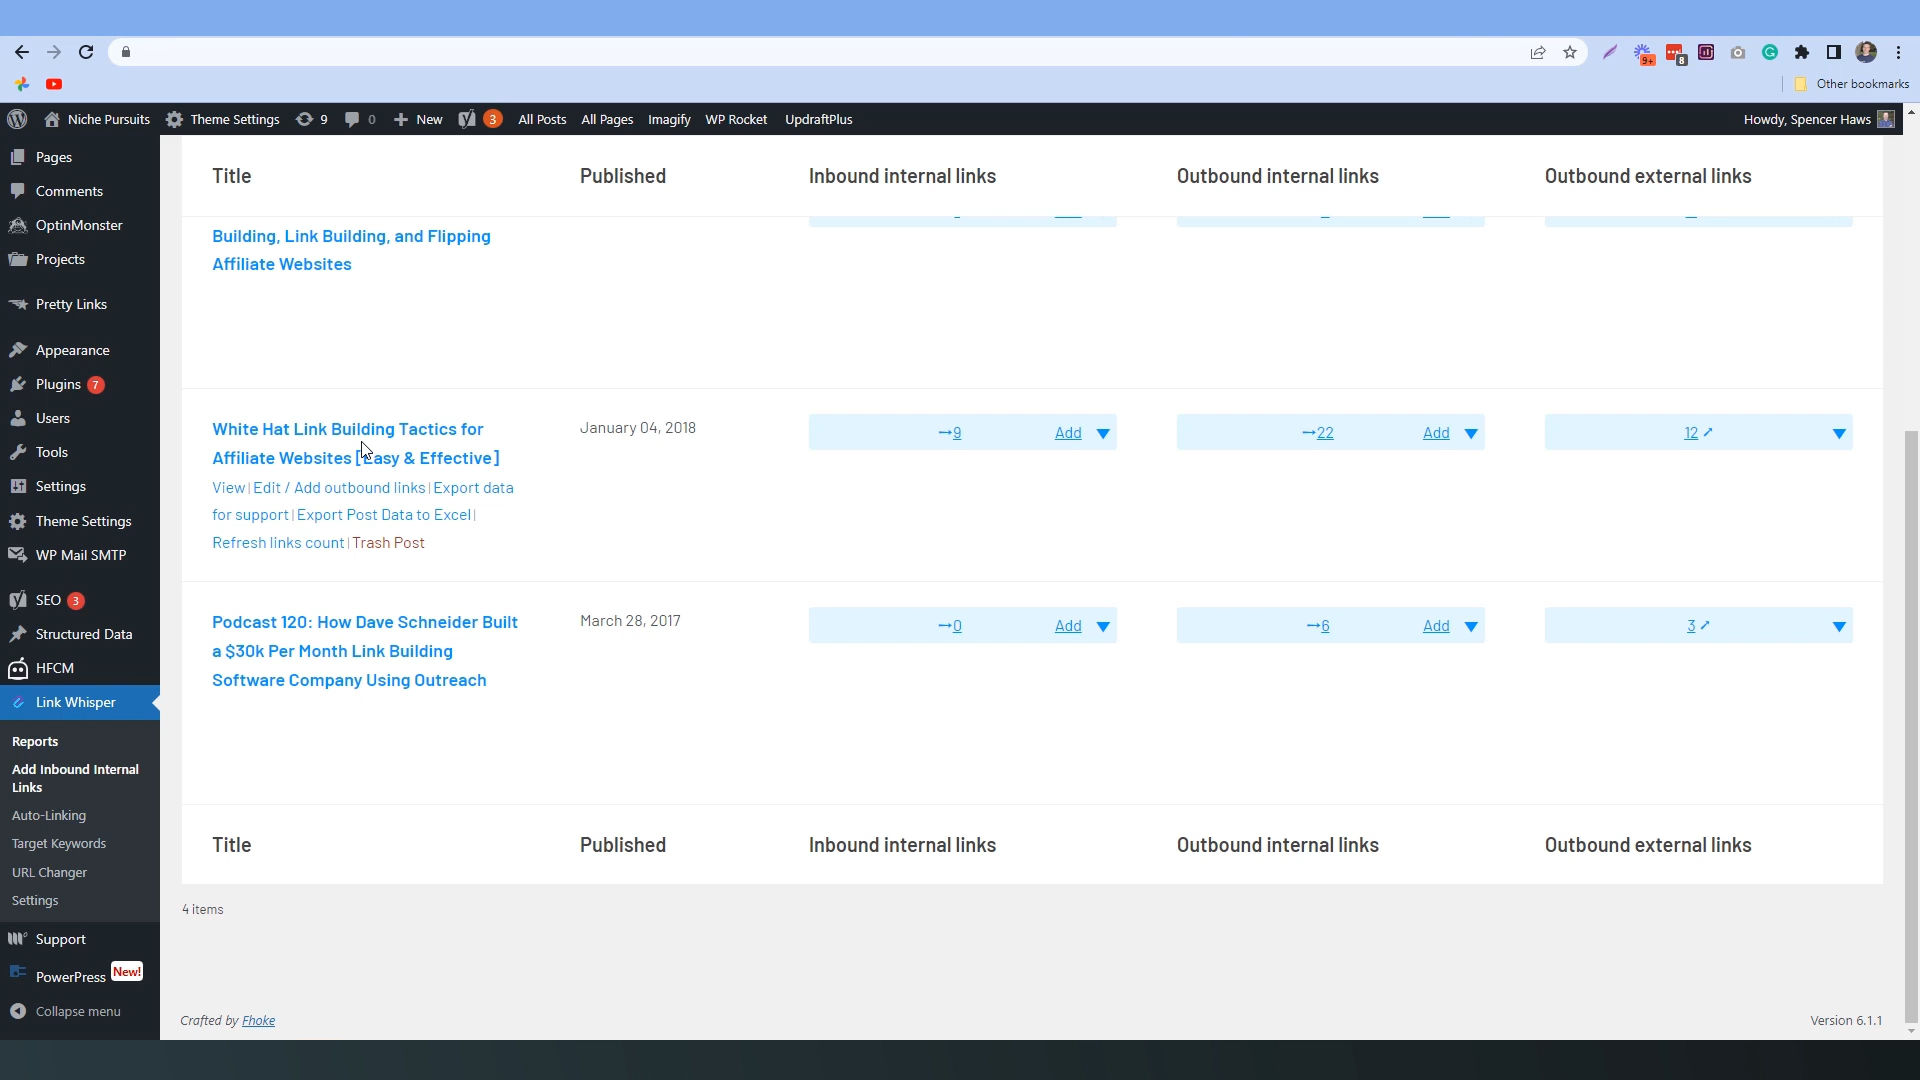 9+
8
Other bookmarks
Niche Pursuits
Theme Settings
9
0
New
3
All Posts
All Pages
Imagify
WP Rocket
UpdraftPlus
Howdy, Spencer Haws
Pages
Comments
OptinMonster
Projects
Pretty Links
Appearance
Plugins 7
Users
Tools
Settings
Theme Settings
WP Mail SMTP
SEO 3
Structured Data
HFCM
Link Whisper
Reports
Add Inbound Internal
Links
Auto-Linking
Target Keywords
URL Changer
Settings
Support
PowerPress New!
Collapse menu
Title
Published
Inbound internal links
Outbound internal links
Outbound external links
Building, Link Building, and Flipping
Affiliate Websites
White Hat Link Building Tactics for
Affiliate Websites [Easy & Effective]
View | Edit / Add outbound links | Export data
for support | Export Post Data to Excel |
Refresh links count | Trash Post
January 04, 2018
9 Add
22 Add
12
Podcast 120: How Dave Schneider Built
a $30k Per Month Link Building
Software Company Using Outreach
March 28, 2017
0 Add
6 Add
3
Title
Published
Inbound internal links
Outbound internal links
Outbound external links
4 items
Crafted by Fhoke
Version 6.1.1